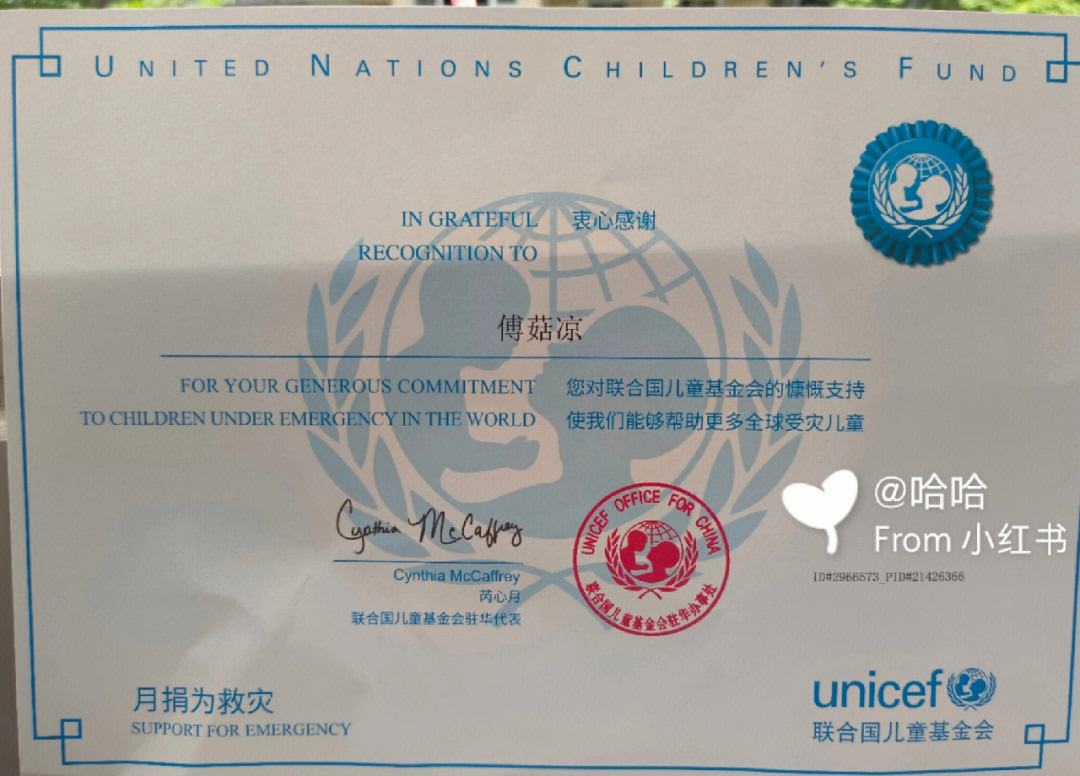 UNITED NATIONS CHILDREN'S FUND
IN GRATEFUL 衷心感谢
RECOGNITION TO
傅菇凉
FOR YOUR GENEROUS COMMITMENT 您对联合国儿童基金会的慷慨支持
TO CHILDREN UNDER EMERGENCY IN THE WORLD 使我们能够帮助更多全球受灾儿童
Cynthia McCaffrey
Cynthia McCaffrey
芮心月
联合国儿童基金会驻华代表
UNICEF OFFICE FOR CHINA
联合国儿童基金会驻华办事处
@哈哈
From 小红书
ID#2966573_PID#21426366
月捐为救灾
SUPPORT FOR EMERGENCY
unicef
联合国儿童基金会